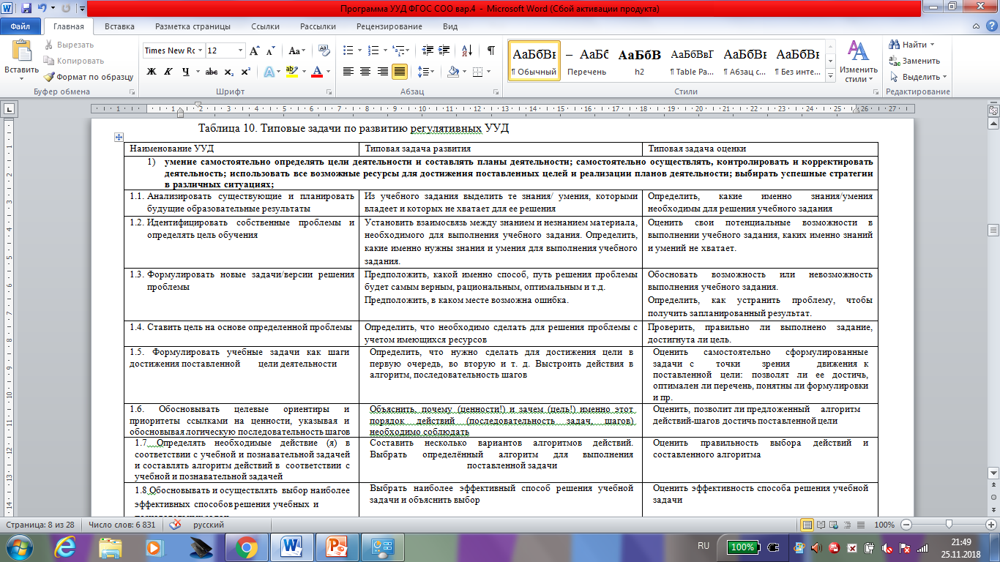 Программа УУД ФГОС СОО вар.4 - Microsoft Word (Сбой активации продукта)
Файл Главная Вставка Разметка страницы Ссылки Рассылки Рецензирование Вид
Вставить
Вырезать
Копировать
Формат по образцу
Буфер обмена
Times New Ro 12
Ж К Ч abc x₂ x²
Шрифт
Абзац
АаБбВв АаБб АаБбВ АаБбВвГ АаБбВв АаБбВв
¶ Обычный Перечень h2 ¶ Table Pa... ¶ Абзац с... ¶ Без инте...
Стили
Изменить
стили
Найти
Заменить
Выделить
Редактирование
Таблица 10. Типовые задачи по развитию регулятивных УУД
Наименование УУД
Типовая задача развития
Типовая задача оценки
1) умение самостоятельно определять цели деятельности и составлять планы деятельности; самостоятельно осуществлять, контролировать и корректировать
деятельность; использовать все возможные ресурсы для достижения поставленных целей и реализации планов деятельности; выбирать успешные стратегии
в различных ситуациях;
1.1. Анализировать существующие и планировать
будущие образовательные результаты
Из учебного задания выделить те знания/ умения, которыми
владеет и которых не хватает для ее решения
Определить, какие именно знания/умения
необходимы для решения учебного задания
1.2. Идентифицировать собственные проблемы и
определять цель обучения
Установить взаимосвязь между знанием и незнанием материала,
необходимого для выполнения учебного задания. Определить,
какие именно нужны знания и умения для выполнения учебного
задания.
Оценить свои потенциальные возможности в
выполнении учебного задания, каких именно знаний
и умений не хватает.
1.3. Формулировать новые задачи/версии решения
проблемы
Предположить, какой именно способ, путь решения проблемы
будет самым верным, рациональным, оптимальным и т.д.
Предположить, в каком месте возможна ошибка.
Обосновать возможность или невозможность
выполнения учебного задания.
Определить, как устранить проблему, чтобы
получить запланированный результат.
1.4. Ставить цель на основе определенной проблемы
Определить, что необходимо сделать для решения проблемы с
учетом имеющихся ресурсов
Проверить, правильно ли выполнено задание,
достигнута ли цель.
1.5. Формулировать учебные задачи как шаги
достижения поставленной цели деятельности
Определить, что нужно сделать для достижения цели в
первую очередь, во вторую и т. д. Выстроить действия в
алгоритм, последовательность шагов
Оценить самостоятельно сформулированные
задачи с точки зрения движения к
поставленной цели: позволят ли ее достичь,
оптимален ли перечень, понятны ли формулировки
и пр.
1.6. Обосновывать целевые ориентиры и
приоритеты ссылками на ценности, указывая и
обосновывая логическую последовательность шагов
Объяснить, почему (ценности!) и зачем (цель!) именно этот
порядок действий (последовательность задач, шагов)
необходимо соблюдать
Оценить, позволит ли предложенный алгоритм
действий-шагов достичь поставленной цели
1.7 Определять необходимые действие (я) в
соответствии с учебной и познавательной задачей
и составлять алгоритм действий в соответствии с
учебной и познавательной задачей
Составить несколько вариантов алгоритмов действий.
Выбрать определённый алгоритм для выполнения
поставленной задачи
Оценить правильность выбора действий и
составленного алгоритма
1.8 Обосновывать и осуществлять выбор наиболее
эффективных способов решения учебных и
Выбрать наиболее эффективный способ решения учебной
задачи и объяснить выбор
Оценить эффективность способа решения учебной
задачи
Страница: 8 из 28 Число слов: 6 831 русский 100%
RU 100% 21:49
25.11.2018